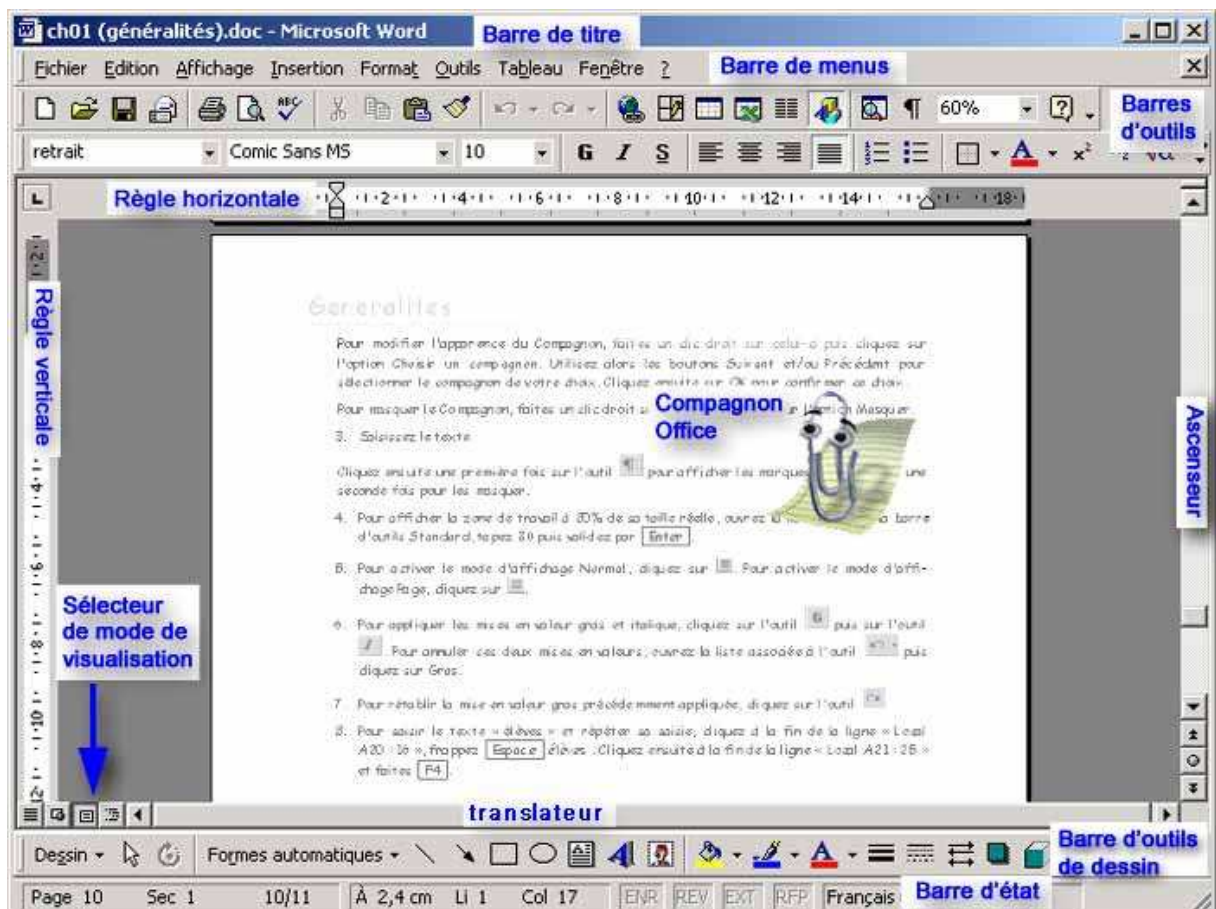 ch01 (généralités).doc - Microsoft Word
Barre de titre
Fichier Edition Affichage Insertion Format Outils Tableau Fenêtre ?
Barre de menus
60%
Barres
d'outils
retrait Comic Sans MS 10 G I S
Règle horizontale
2 4 6 8 10 12 14 18
Règle verticale
Généralités
Pour modifier l'apparence du Compagnon, faites un clic droit sur celui-ci puis cliquez sur
l'option Choisir un compagnon. Utilisez alors les boutons Suivant et/ou Précédent pour
sélectionner le compagnon de votre choix. Cliquez ensuite sur OK pour confirmer ce choix.
Pour masquer le Compagnon, faites un clic droit Masquer.
Compagnon
Office
3. Saisissez le texte
Cliquez ensuite une première fois sur l'outil ¶ pour afficher les marques une
seconde fois pour les masquer.
4. Pour afficher la zone de travail à 80% de sa taille réelle, ouvrez la barre
d'outils Standard, tapez 80 puis validez par Enter.
5. Pour activer le mode d'affichage Normal, cliquez sur . Pour activer le mode d'affi-
chage Page, cliquez sur .
6. Pour appliquer les mises en valeur gras et italique, cliquez sur l'outil G puis sur l'outil
I . Pour annuler ces deux mises en valeurs, ouvrez la liste associée à l'outil puis
cliquez sur Gras.
7. Pour rétablir la mise en valeur gras précédemment appliquée, cliquez sur l'outil
8. Pour saisir le texte « élèves » et répéter sa saisie, cliquez à la fin de la ligne « Local
A20 : 16 », frappez Espace élèves . Cliquez ensuite à la fin de la ligne « Local A21 : 25 »
et faites F4.
Ascenseur
Sélecteur
de mode de
visualisation
translateur
Dessin Formes automatiques
Barre d'outils
de dessin
Page 10 Sec 1 10/11 À 2,4 cm Li 1 Col 17 ENR REV EXT RFP Français
Barre d'état